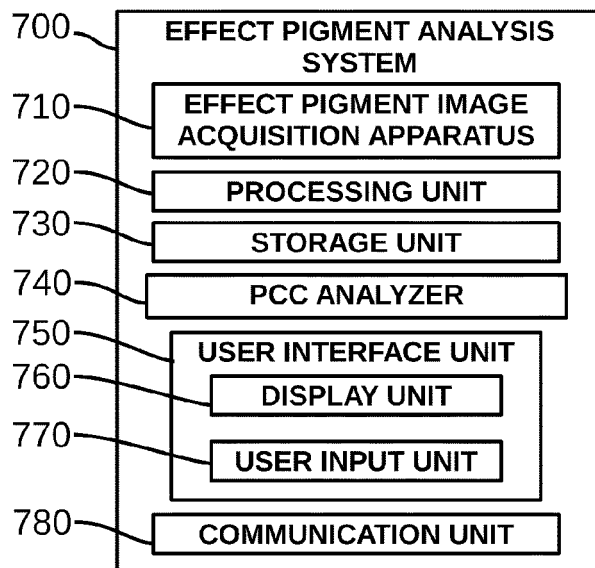 700 EFFECT PIGMENT ANALYSIS
SYSTEM
710 EFFECT PIGMENT IMAGE
ACQUISITION APPARATUS
720 PROCESSING UNIT
730 STORAGE UNIT
740 PCC ANALYZER
750 USER INTERFACE UNIT
760 DISPLAY UNIT
770 USER INPUT UNIT
780 COMMUNICATION UNIT